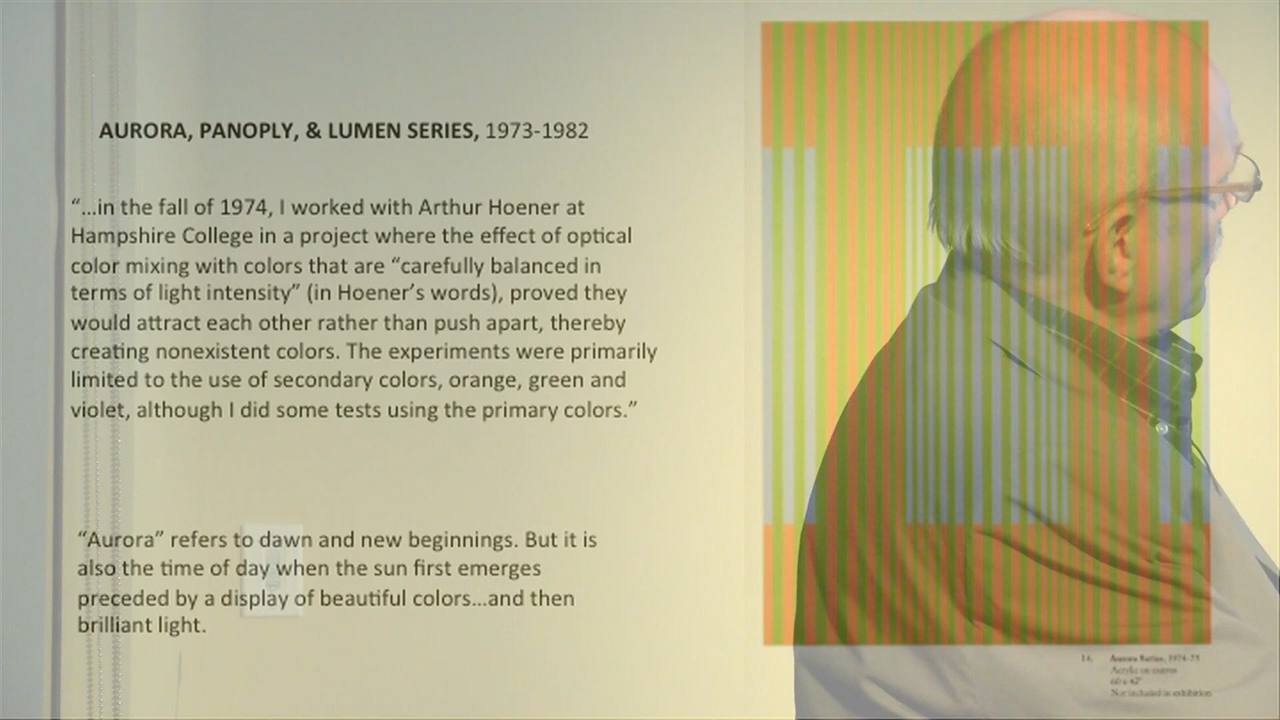 AURORA, PANOPLY, & LUMEN SERIES, 1973-1982
“...in the fall of 1974, I worked with Arthur Hoener at
Hampshire College in a project where the effect of optical
color mixing with colors that are “carefully balanced in
terms of light intensity” (in Hoener’s words), proved they
would attract each other rather than push apart, thereby
creating nonexistent colors. The experiments were primarily
limited to the use of secondary colors, orange, green and
violet, although I did some tests using the primary colors.”
“Aurora” refers to dawn and new beginnings. But it is
also the time of day when the sun first emerges
preceded by a display of beautiful colors...and then
brilliant light.
14. Aurora Series, 1974-75
Acrylic on canvas
60 x 42"
Not included in exhibition